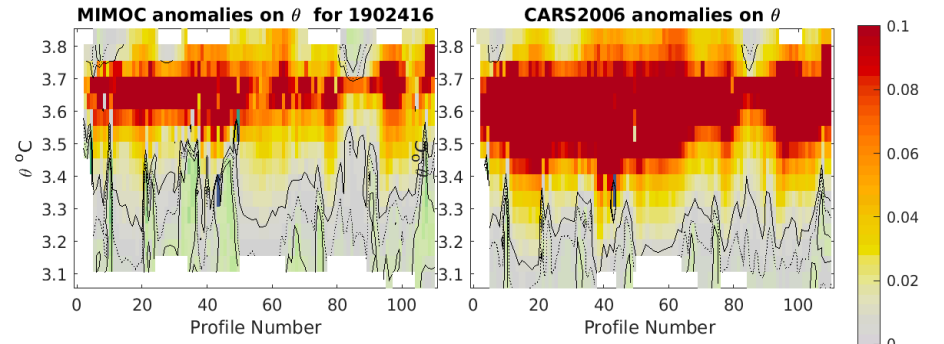 MIMOC anomalies on θ for 1902416
CARS2006 anomalies on θ
3.8
3.7
3.6
3.5
3.4
3.3
3.2
3.1
θ °C
0 20 40 60 80 100
Profile Number
3.8
3.7
3.6
3.5
3.4
3.3
3.2
3.1
θ °C
0 20 40 60 80 100
Profile Number
0.1
0.08
0.06
0.04
0.02
0